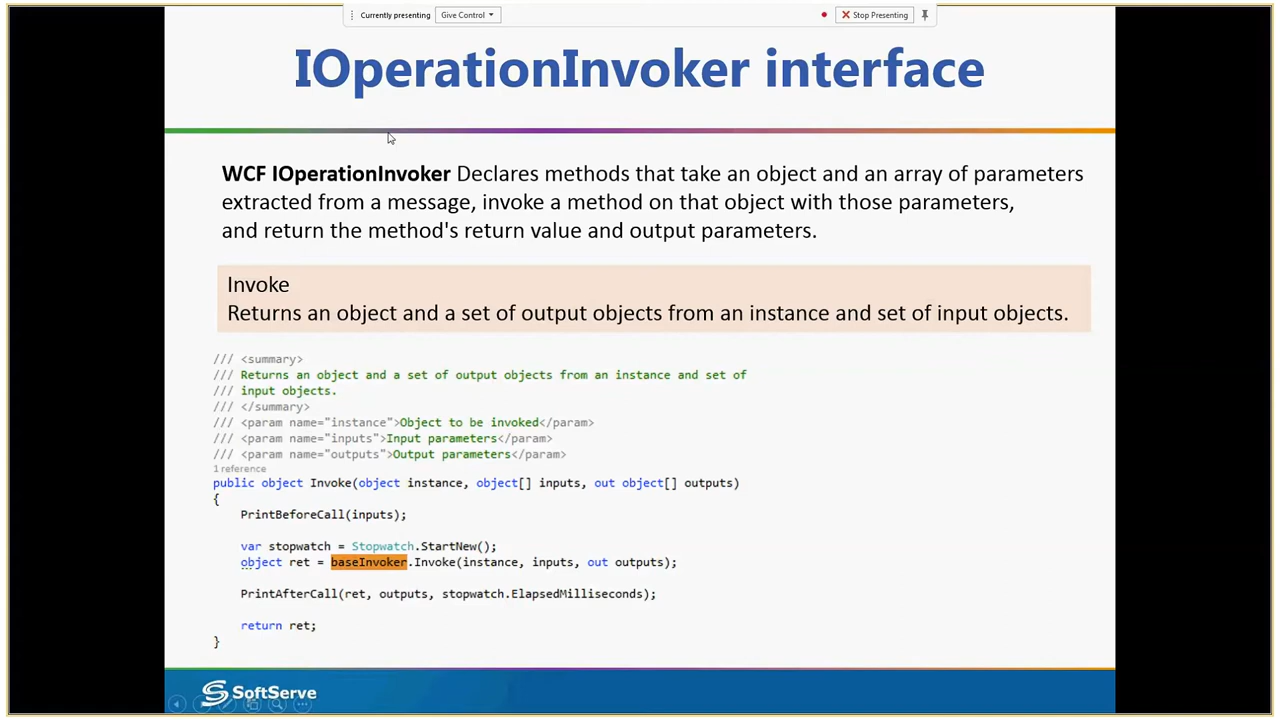 Currently presenting Give Control Stop Presenting
IOperationInvoker interface
WCF IOperationInvoker Declares methods that take an object and an array of parameters
extracted from a message, invoke a method on that object with those parameters,
and return the method's return value and output parameters.
Invoke
Returns an object and a set of output objects from an instance and set of input objects.
/// <summary>
/// Returns an object and a set of output objects from an instance and set of
/// input objects.
/// </summary>
/// <param name="instance">Object to be invoked</param>
/// <param name="inputs">Input parameters</param>
/// <param name="outputs">Output parameters</param>
1 reference
public object Invoke(object instance, object[] inputs, out object[] outputs)
{
PrintBeforeCall(inputs);
var stopwatch = Stopwatch.StartNew();
object ret = baseInvoker.Invoke(instance, inputs, out outputs);
PrintAfterCall(ret, outputs, stopwatch.ElapsedMilliseconds);
return ret;
}
SoftServe